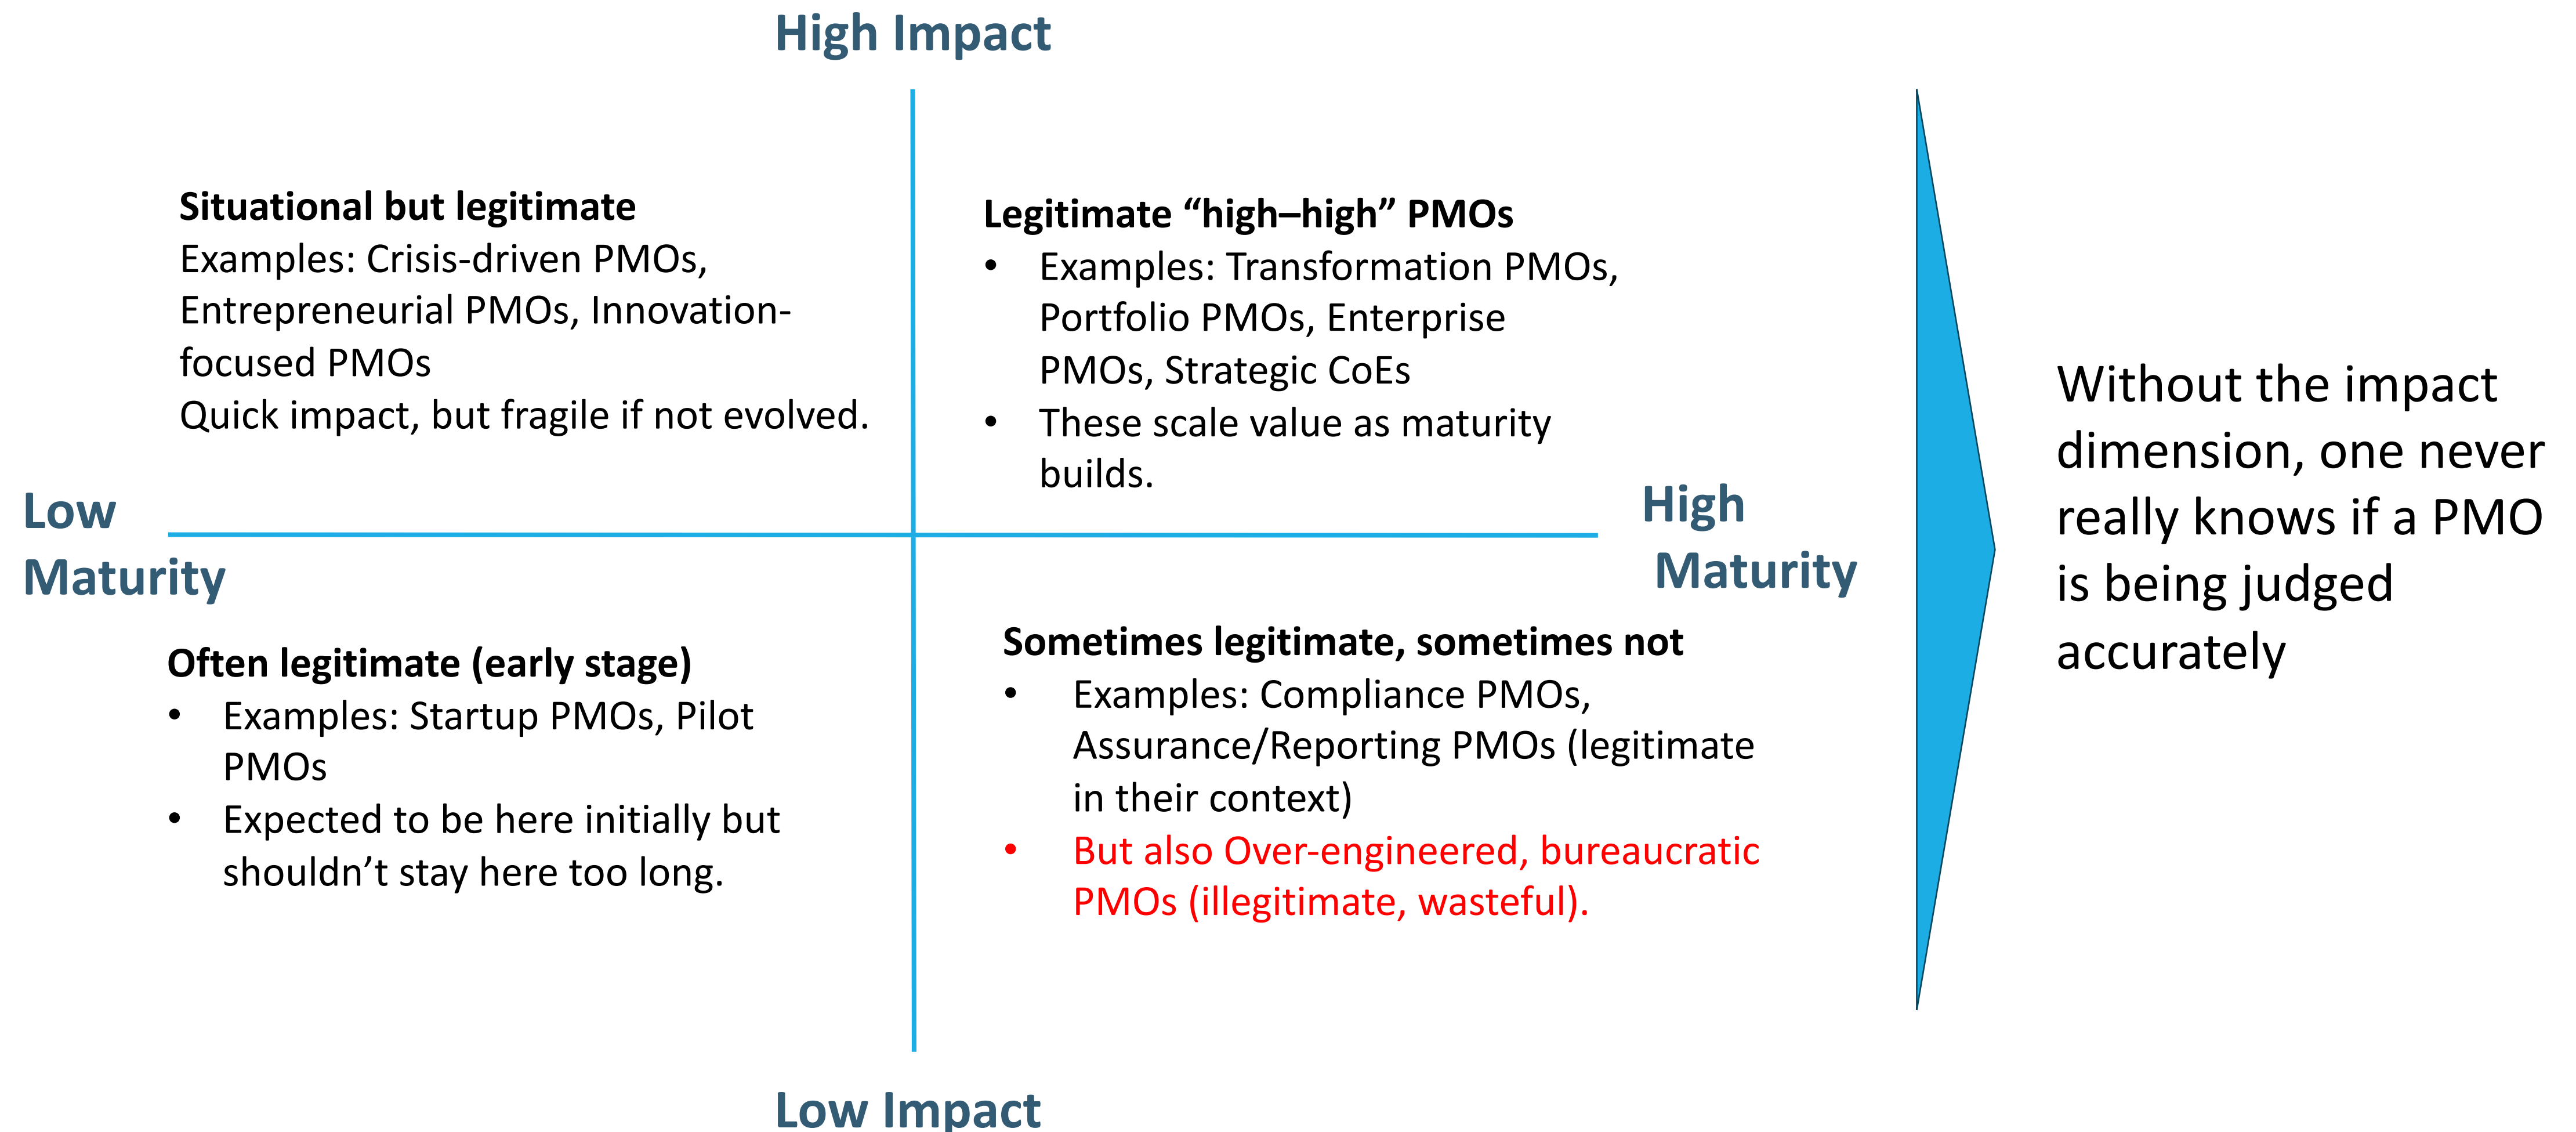 High Impact
Situational but legitimate
Examples: Crisis-driven PMOs,
Entrepreneurial PMOs, Innovation-
focused PMOs
Quick impact, but fragile if not evolved.
Legitimate “high–high” PMOs
• Examples: Transformation PMOs,
Portfolio PMOs, Enterprise
PMOs, Strategic CoEs
• These scale value as maturity
builds.
Low
Maturity
High
Maturity
Often legitimate (early stage)
• Examples: Startup PMOs, Pilot
PMOs
• Expected to be here initially but
shouldn’t stay here too long.
Sometimes legitimate, sometimes not
• Examples: Compliance PMOs,
Assurance/Reporting PMOs (legitimate
in their context)
• But also Over-engineered, bureaucratic
PMOs (illegitimate, wasteful).
Low Impact
Without the impact
dimension, one never
really knows if a PMO
is being judged
accurately